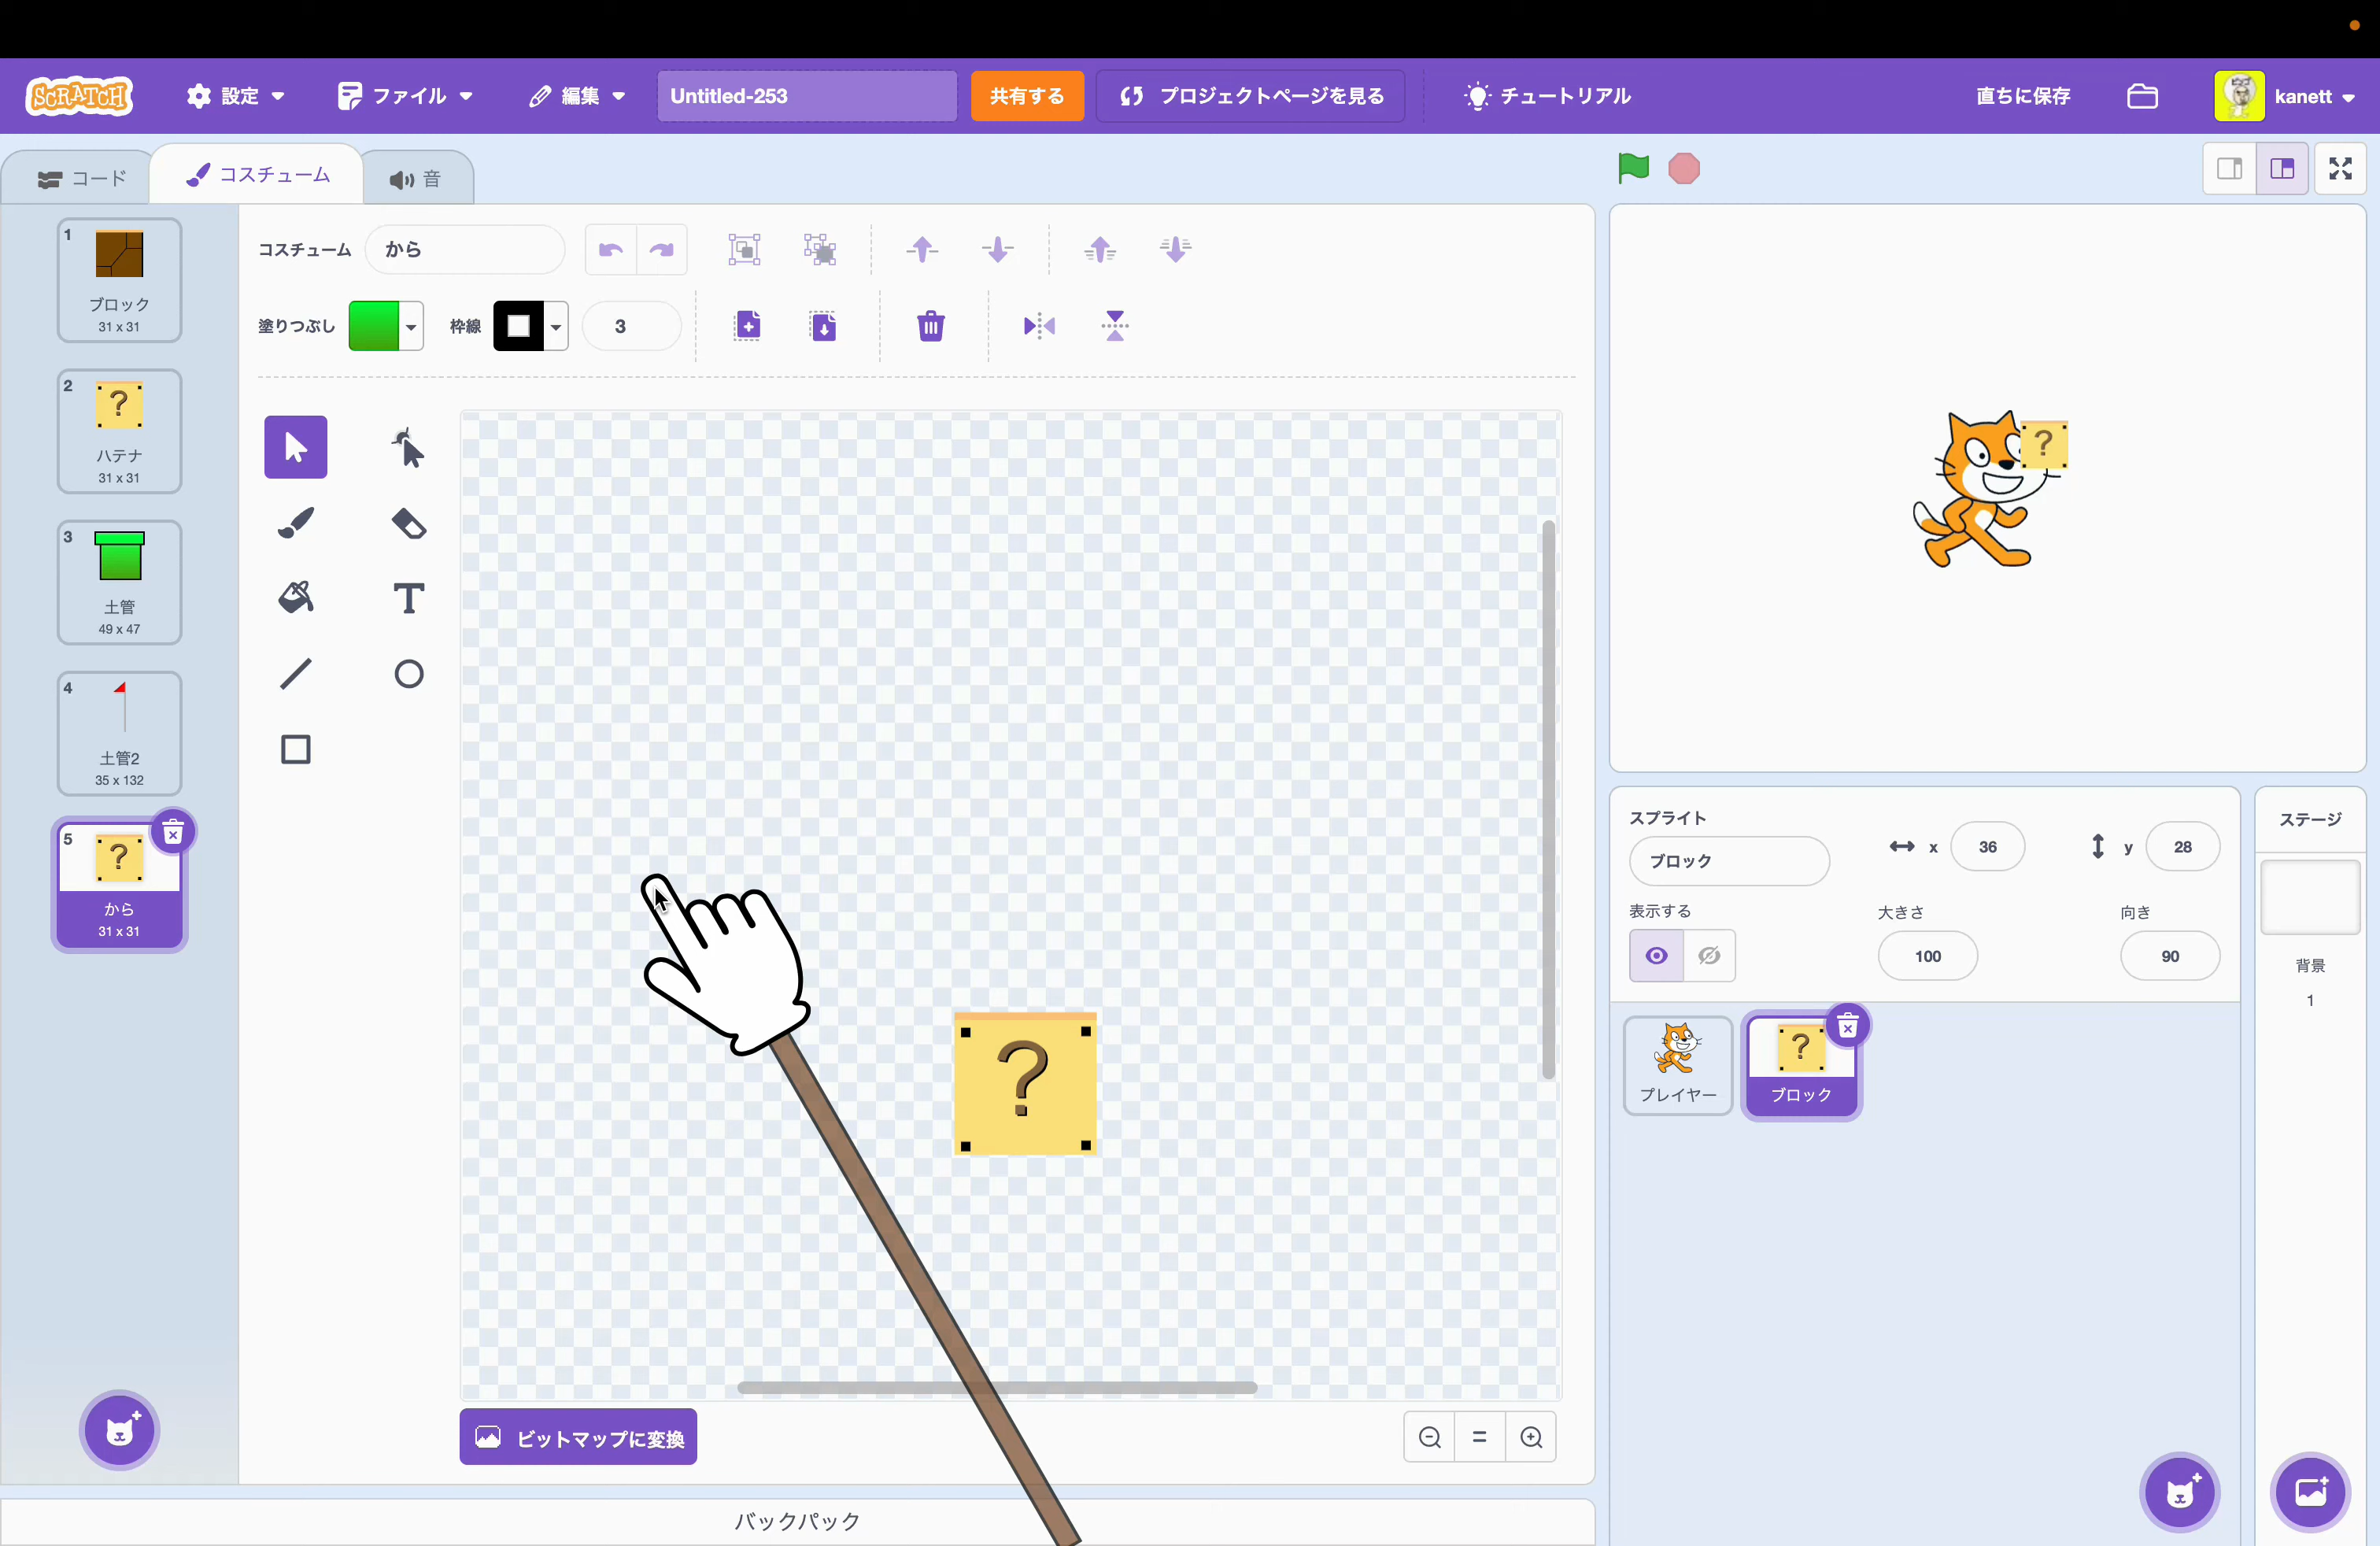 SCRATCH
設定
ファイル
編集
Untitled-253
共有する
プロジェクトページを見る
チュートリアル
直ちに保存
kanett
コード
コスチューム
音
1
ブロック
31 x 31
2
?
ハテナ
31 x 31
3
土管
49 x 47
4
土管2
35 x 132
5
?
から
31 x 31
コスチューム
から
塗りつぶし
枠線
3
T
?
ビットマップに変換
=
バックパック
?
スプライト
ブロック
x
36
y
28
表示する
大きさ
100
向き
90
プレイヤー
?
ブロック
ステージ
背景
1